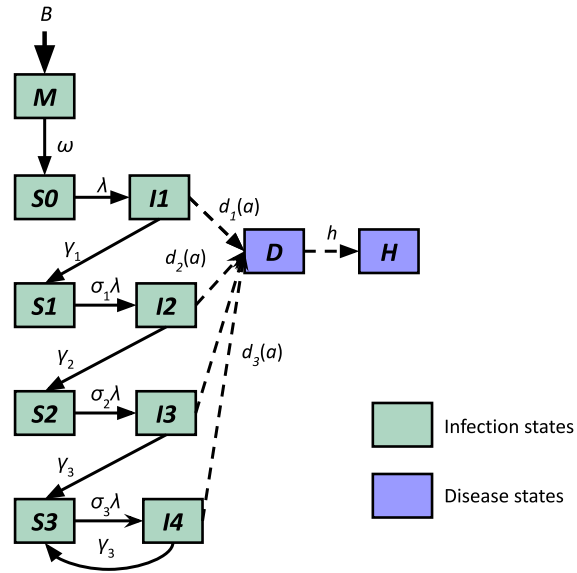 B
M
ω
S0
λ
I1
d1(a)
D
h
H
γ1
d2(a)
S1
σ1λ
I2
d3(a)
γ2
S2
σ2λ
I3
Infection states
γ3
Disease states
S3
σ3λ
I4
γ3